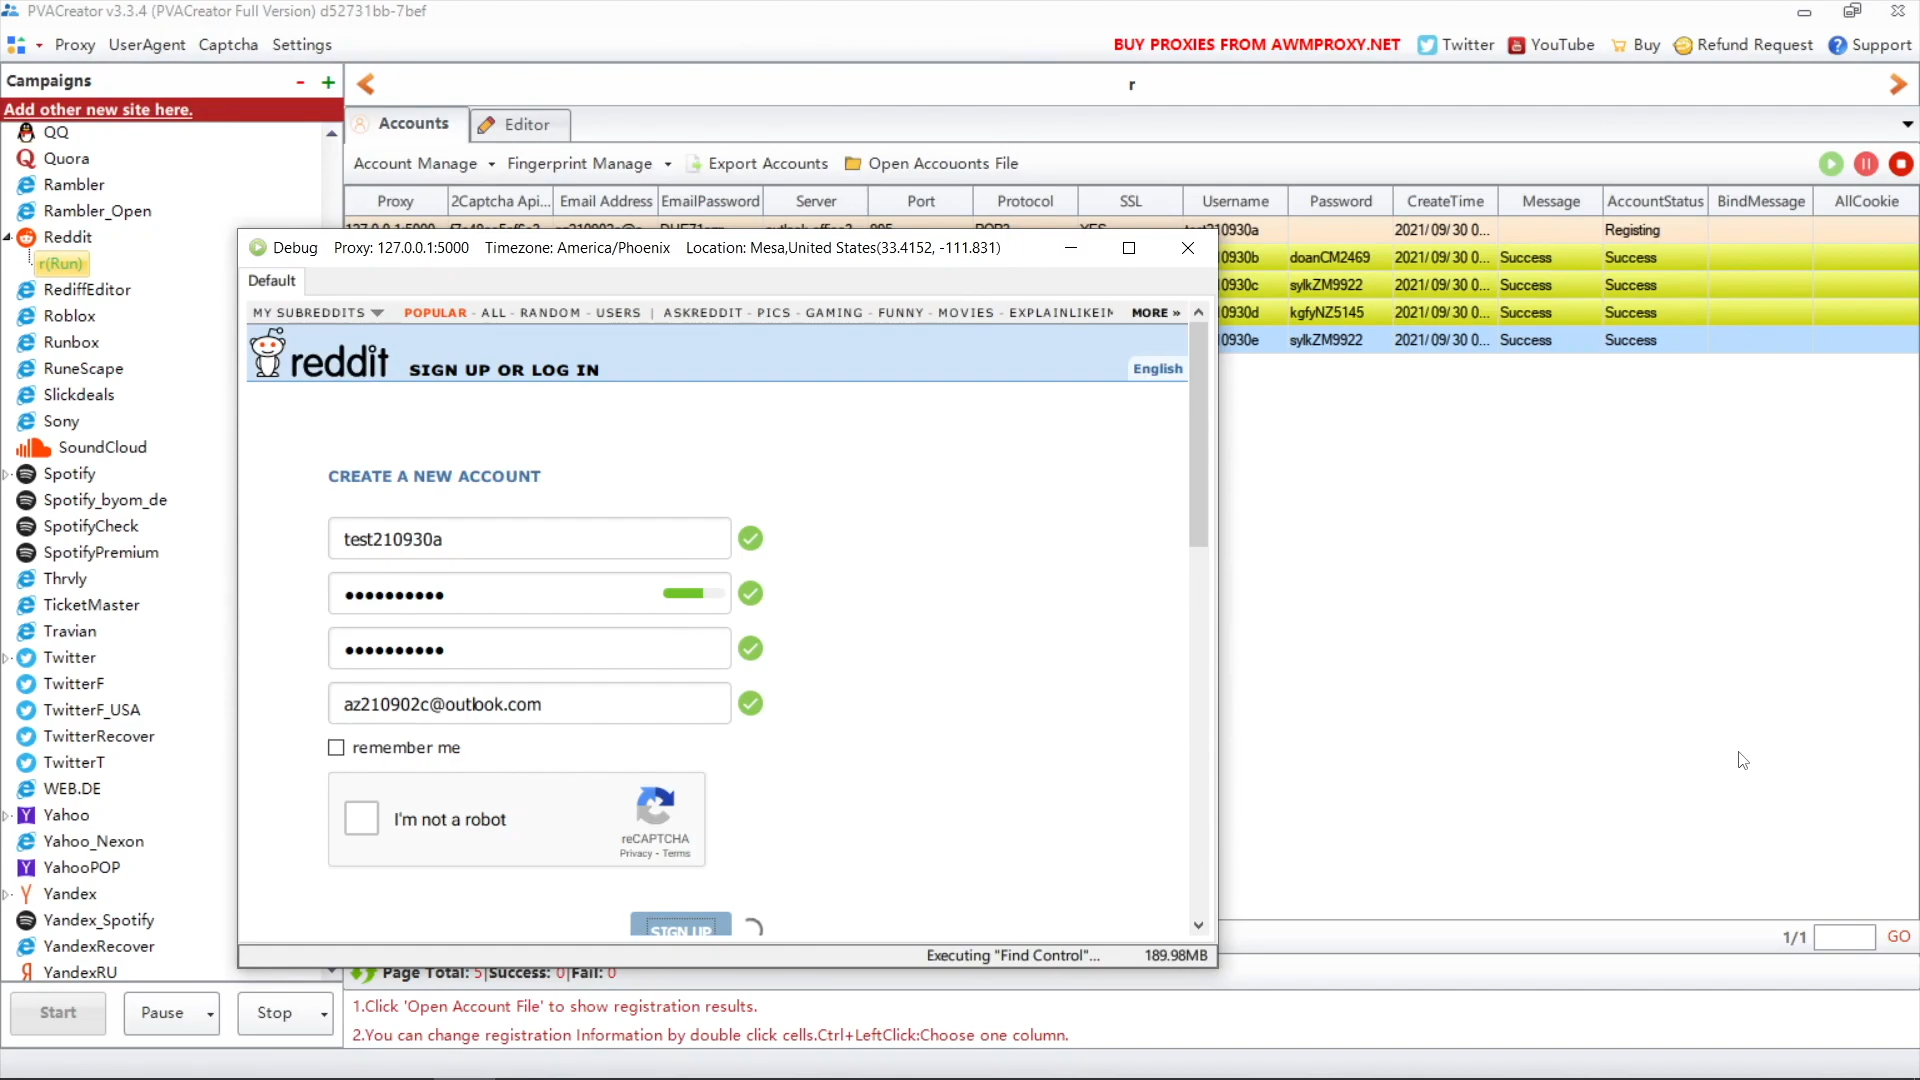 PVACreator v3.3.4 (PVACreator Full Version) d52731bb-7bef
Proxy UserAgent Captcha Settings
BUY PROXIES FROM AWMPROXY.NET Twitter YouTube Buy Refund Request Support
Campaigns - +
r
Add other new site here.
Accounts Editor
QQ
Quora
Account Manage Fingerprint Manage Export Accounts Open Accouonts File
Rambler
Proxy 2Captcha Api... Email Address EmailPassword Server Port Protocol SSL Username Password CreateTime Message AccountStatus BindMessage AllCookie
Rambler_Open
0930a 2021/09/30 0... Registing
Reddit
Debug Proxy: 127.0.0.1:5000 Timezone: America/Phoenix Location: Mesa,United States(33.4152, -111.831)
0930b doanCM2469 2021/09/30 0... Success Success
r(Run)
Default
0930c sylkZM9922 2021/09/30 0... Success Success
RediffEditor
MY SUBREDDITS POPULAR - ALL - RANDOM - USERS | ASKREDDIT - PICS - GAMING - FUNNY - MOVIES - EXPLAINLIKEIM MORE »
0930d kgfyNZ5145 2021/09/30 0... Success Success
Roblox
0930e sylkZM9922 2021/09/30 0... Success Success
Runbox
reddit SIGN UP OR LOG IN English
RuneScape
Slickdeals
Sony
SoundCloud
Spotify
CREATE A NEW ACCOUNT
Spotify_byom_de
SpotifyCheck
test210930a
SpotifyPremium
Thrvly
TicketMaster
Travian
Twitter
TwitterF
az210902c@outlook.com
TwitterF_USA
TwitterRecover
remember me
TwitterT
WEB.DE
Yahoo
I'm not a robot
reCAPTCHA
Privacy - Terms
Yahoo_Nexon
YahooPOP
Yandex
Yandex_Spotify
SIGN UP
1/1 GO
YandexRecover
Executing "Find Control"... 189.98MB
YandexRU
Page Total: 5|Success: 0|Fail: 0
Start Pause Stop
1.Click 'Open Account File' to show registration results.
2.You can change registration Information by double click cells.Ctrl+LeftClick:Choose one column.